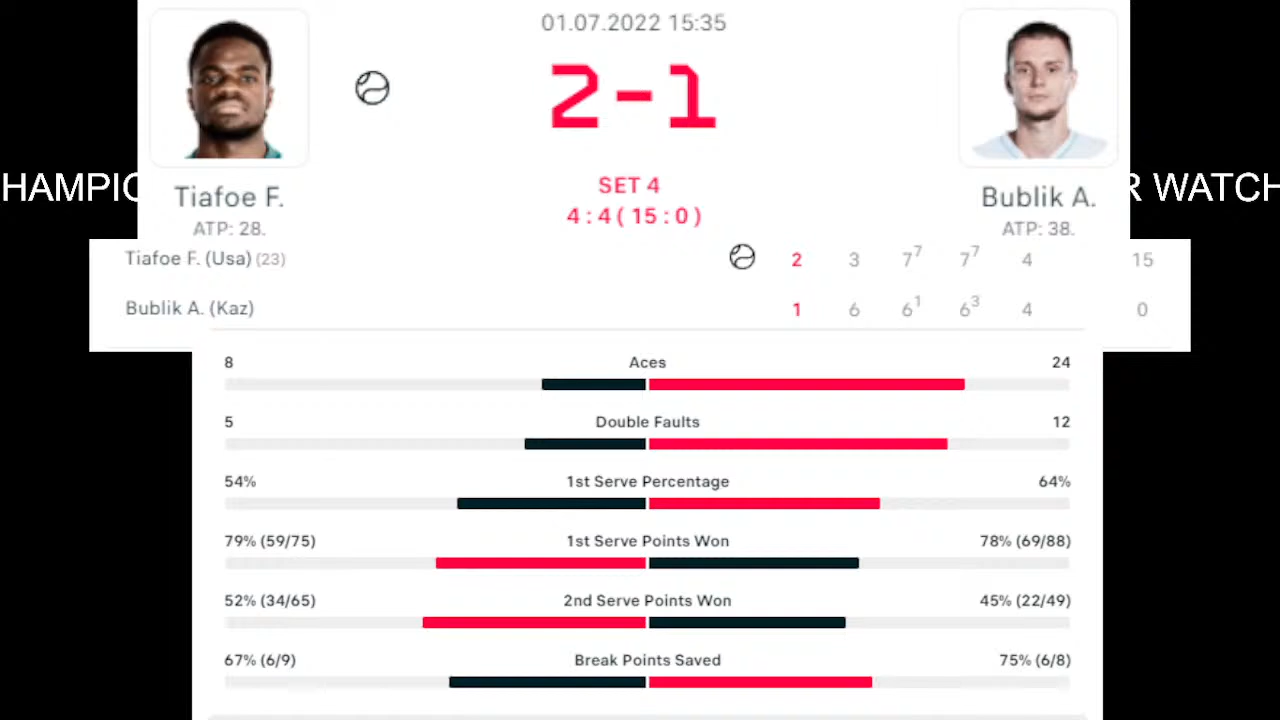 01.07.2022 15:35
2-1
HAMPIC
R WATCH
Tiafoe F.
Bublik A.
SET 4
ATP: 28.
4 : 4 ( 15 : 0 )
ATP: 38.
Tiafoe F. (Usa) (23) 2 3 7⁷ 7⁷ 4 15
Bublik A. (Kaz) 1 6 6¹ 6³ 4 0
8 Aces 24
5 Double Faults 12
54% 1st Serve Percentage 64%
79% (59/75) 1st Serve Points Won 78% (69/88)
52% (34/65) 2nd Serve Points Won 45% (22/49)
67% (6/9) Break Points Saved 75% (6/8)